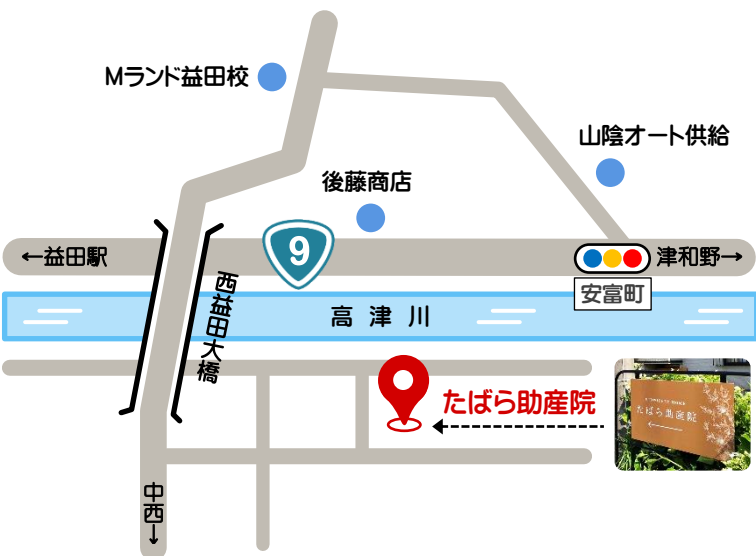 Mランド益田校
山陰オート供給
後藤商店
←益田駅
9
津和野→
安富町
西益田大橋
高津川
たばら助産院
たばら助産院
中西↓